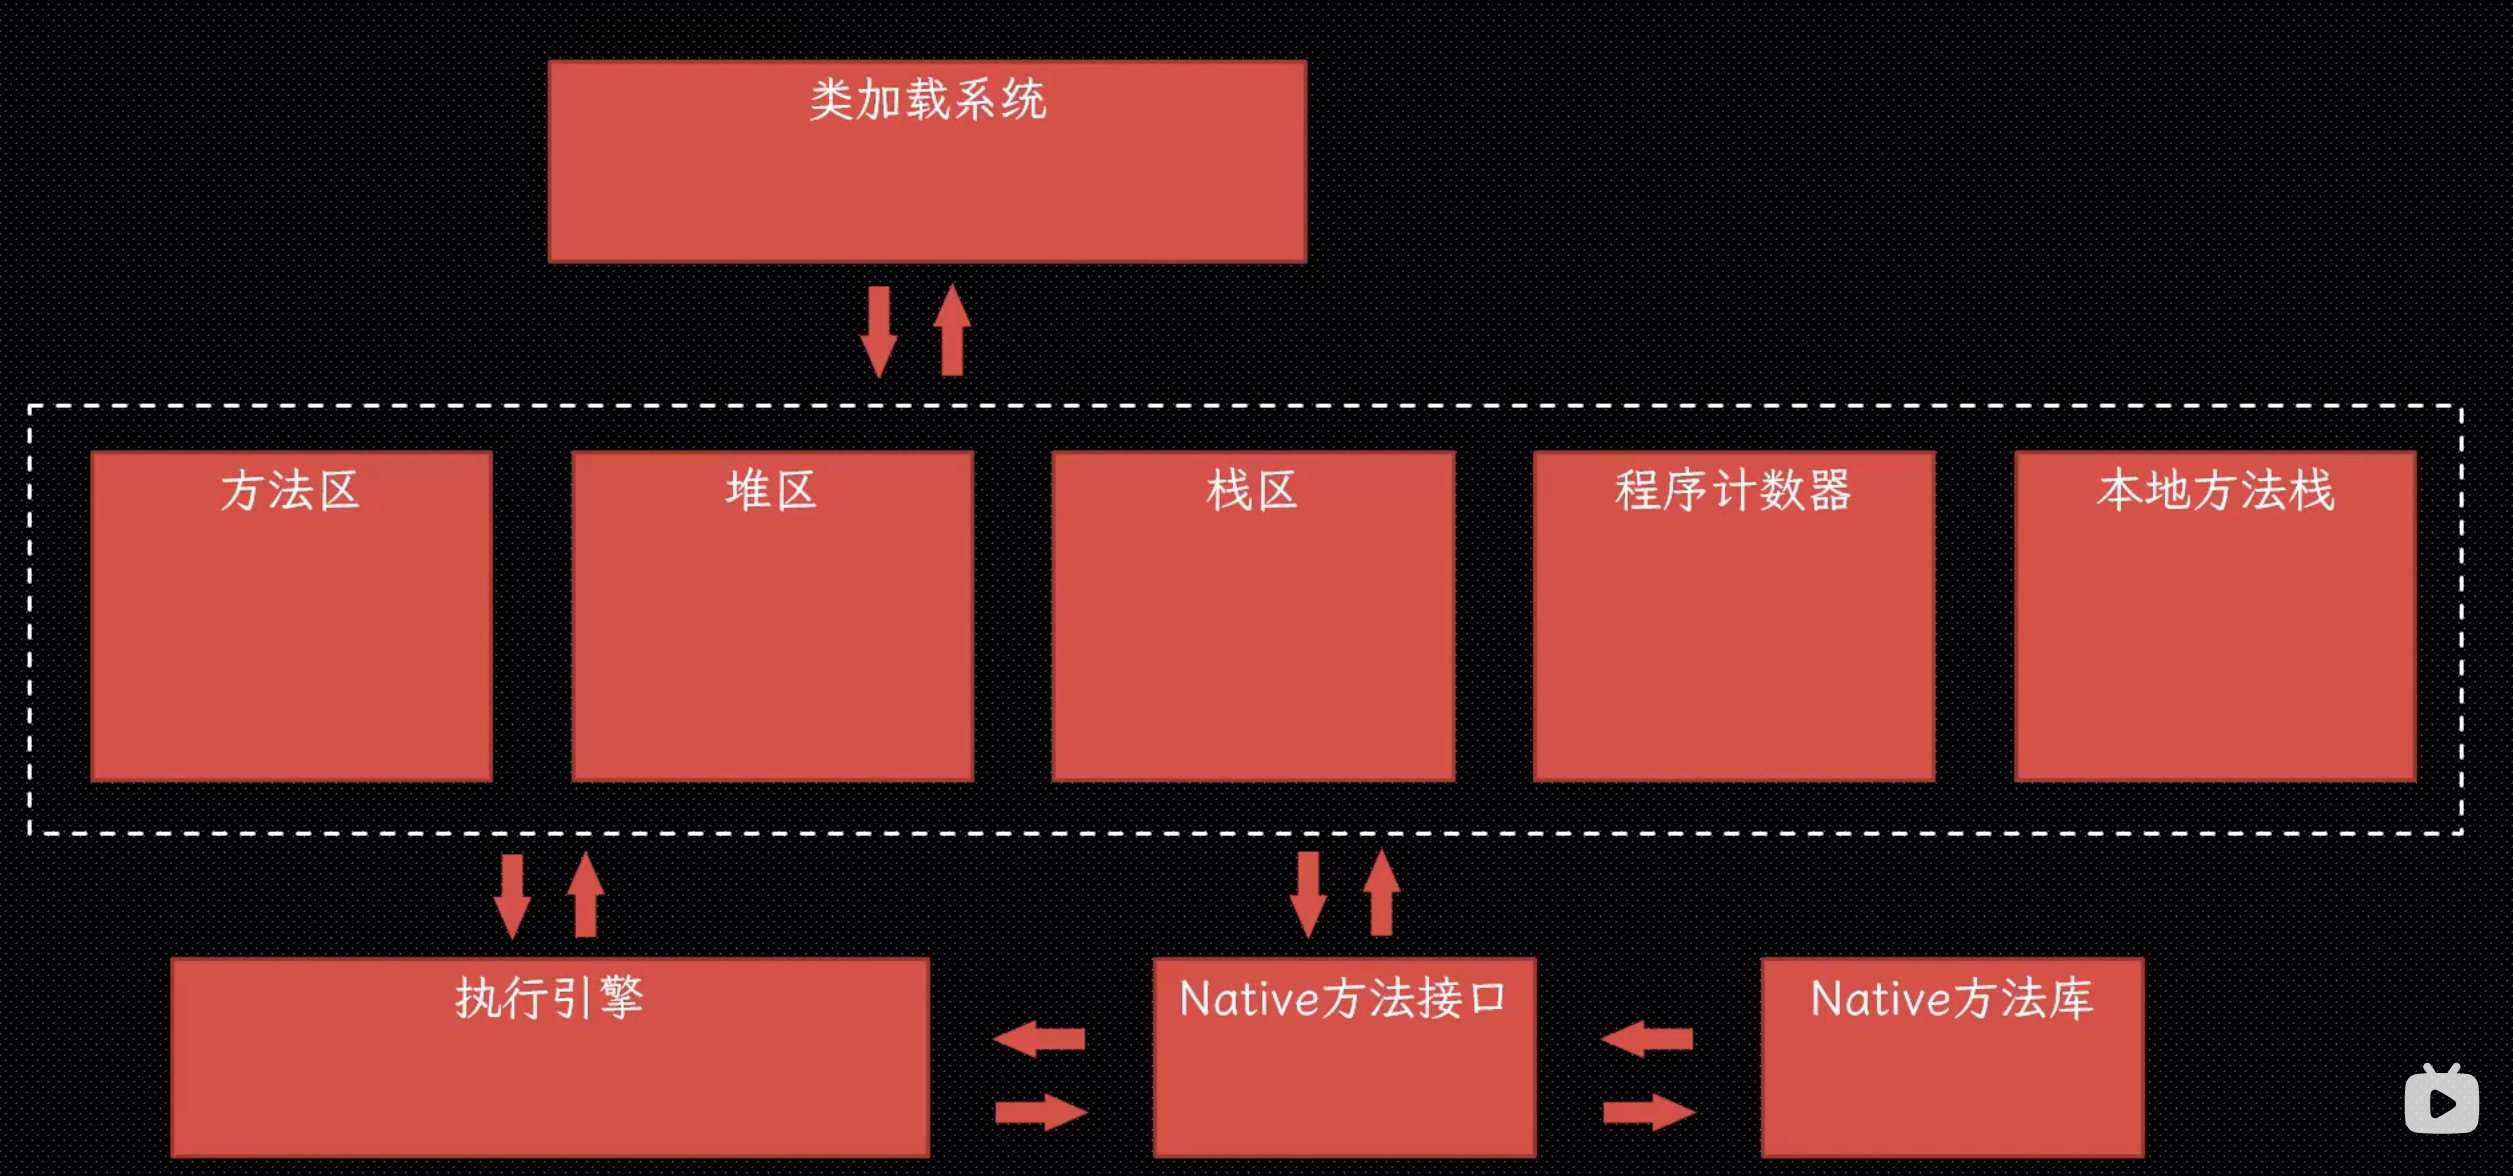 类加载系统
方法区
堆区
栈区
程序计数器
本地方法栈
执行引擎
Native方法接口
Native方法库